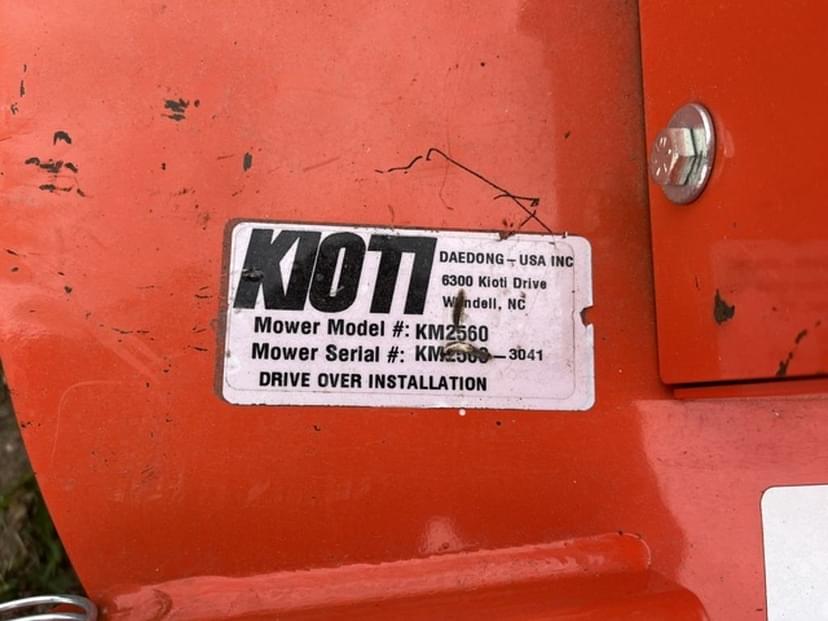 KIOTI
DAEDONG – USA INC
6300 Kioti Drive
Wendell, NC
Mower Model #: KM2560
Mower Serial #: – 3041
DRIVE OVER INSTALLATION